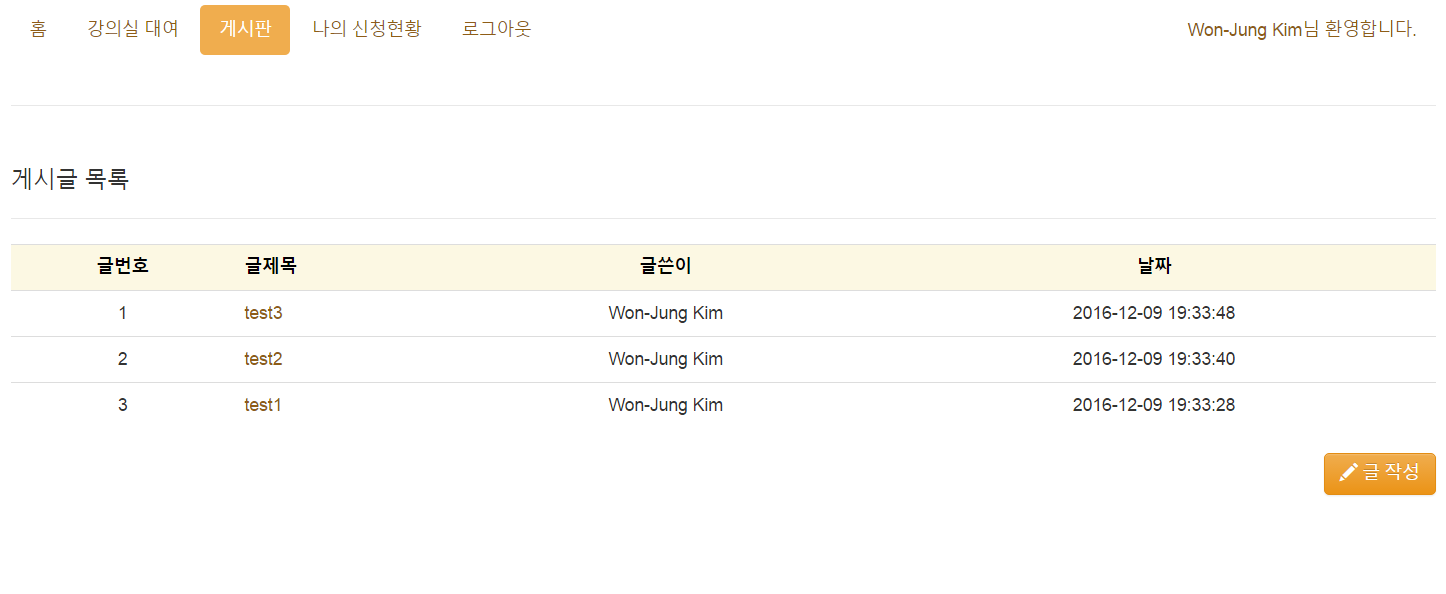 홈 강의실 대여 게시판 나의 신청현황 로그아웃 Won-Jung Kim님 환영합니다.
게시글 목록
글번호 글제목 글쓴이 날짜
1 test3 Won-Jung Kim 2016-12-09 19:33:48
2 test2 Won-Jung Kim 2016-12-09 19:33:40
3 test1 Won-Jung Kim 2016-12-09 19:33:28
글 작성